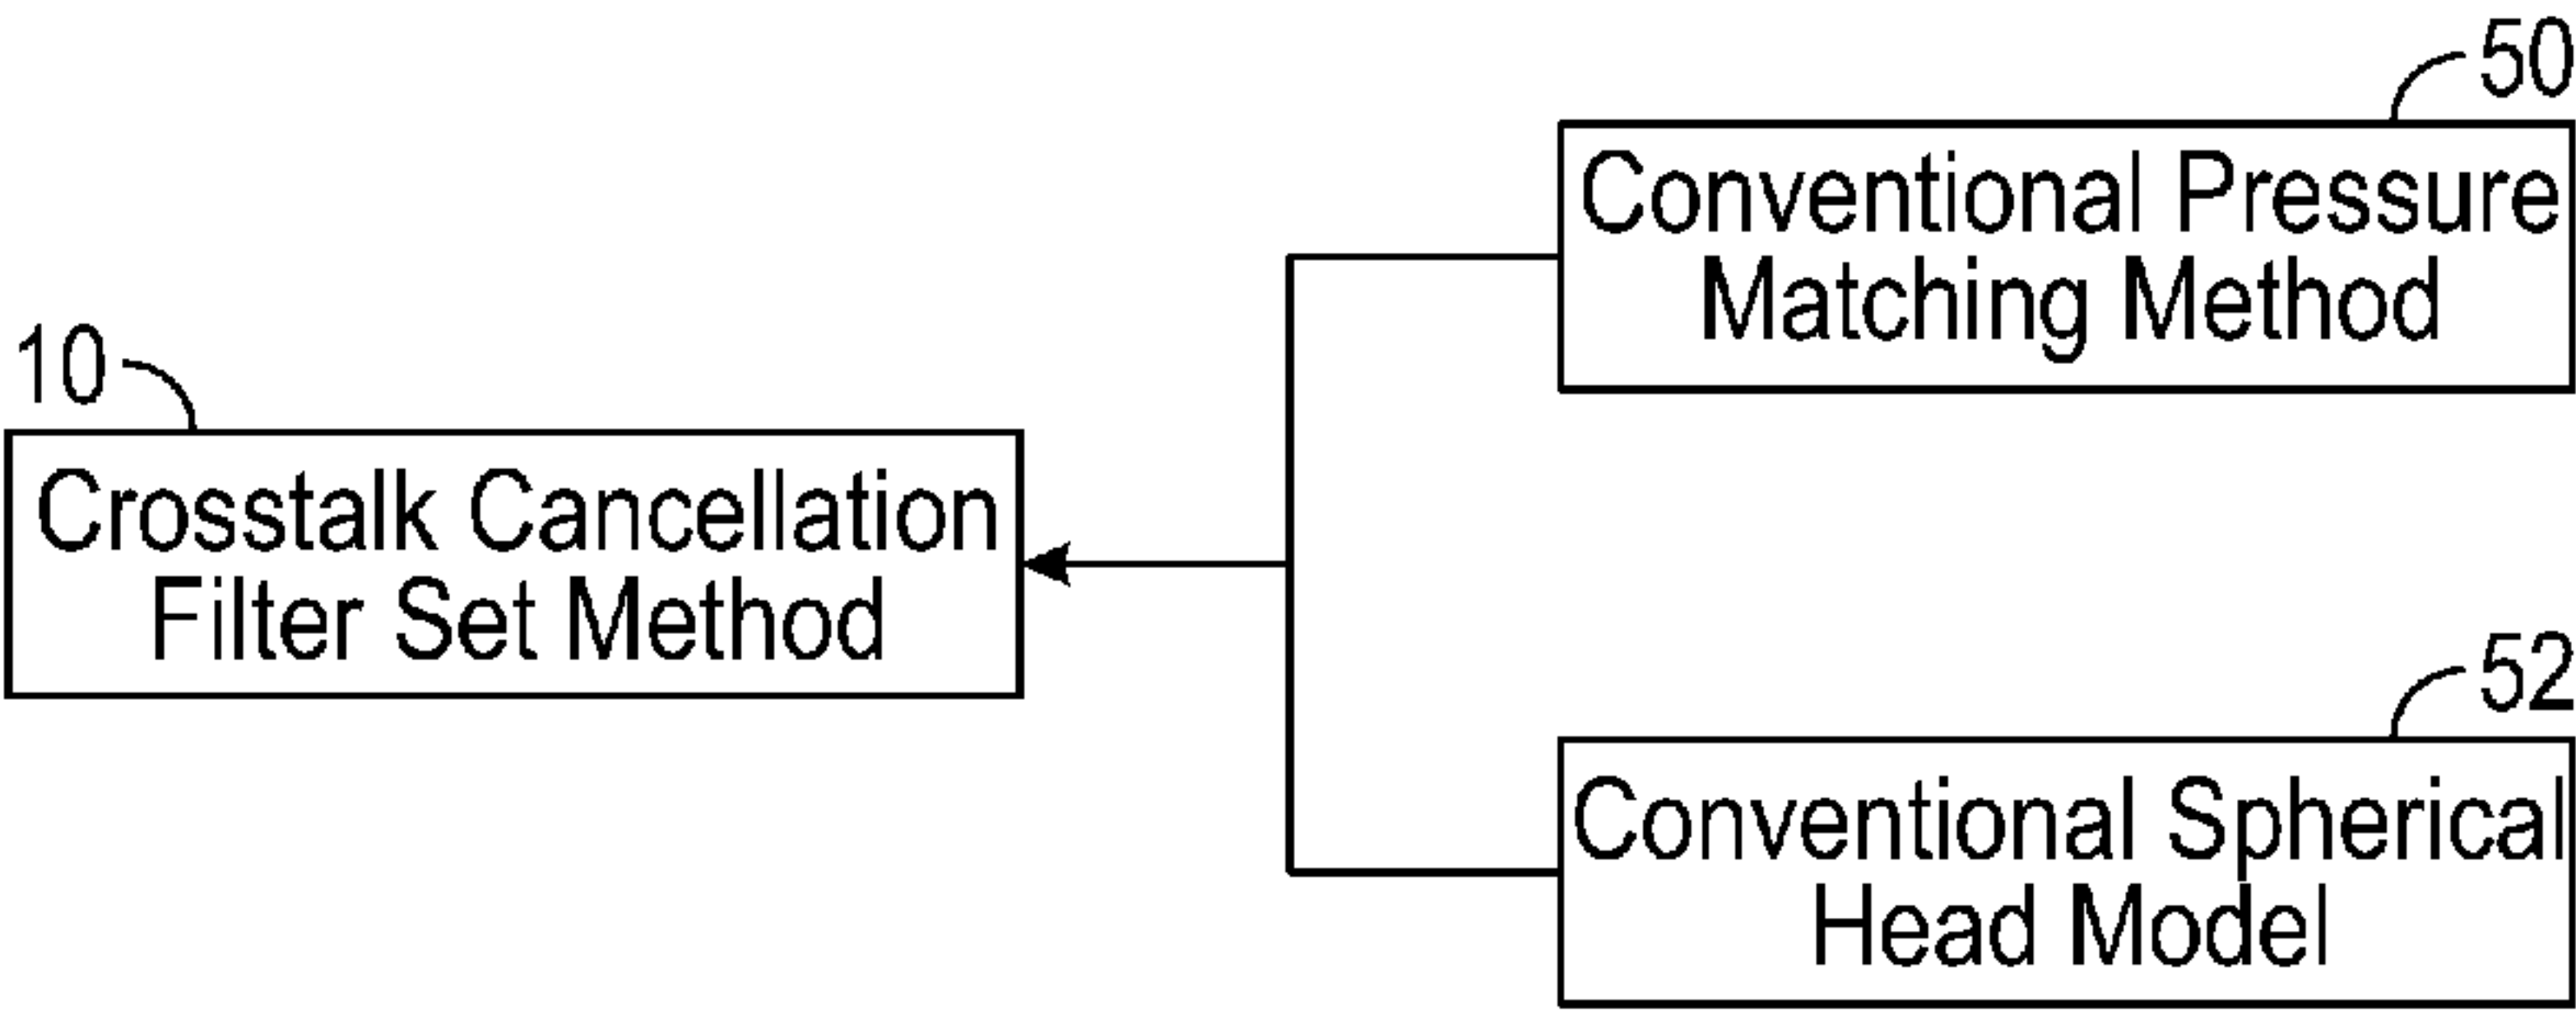 50
Conventional Pressure
Matching Method
10
Crosstalk Cancellation
Filter Set Method
52
Conventional Spherical
Head Model